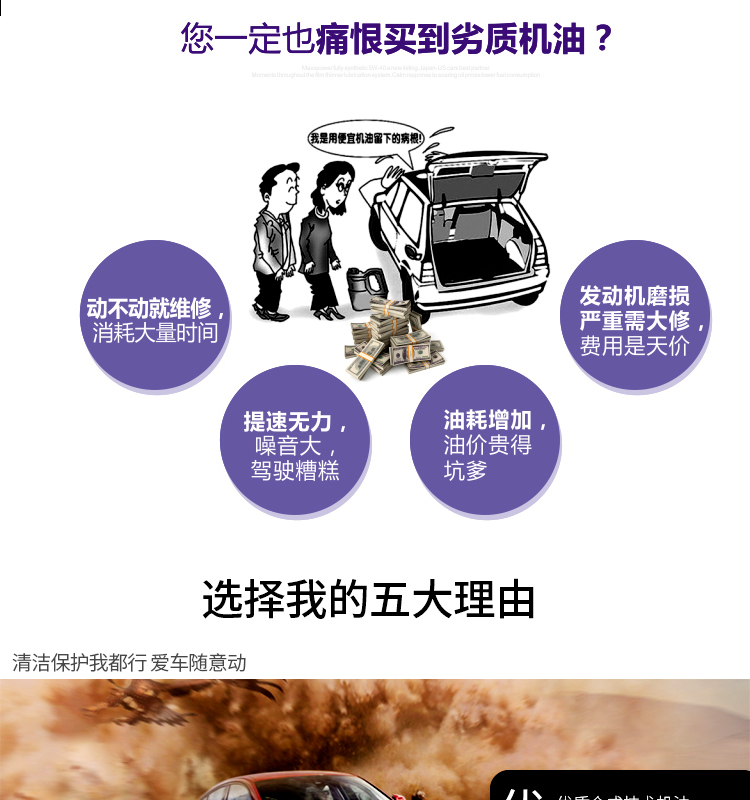 您一定也痛恨买到劣质机油？
我是用便宜机油留下的病根!
动不动就维修，
消耗大量时间
发动机磨损
严重需大修，
费用是天价
提速无力，
噪音大，
驾驶糟糕
油耗增加，
油价贵得
坑爹
选择我的五大理由
清洁保护我都行 爱车随意动